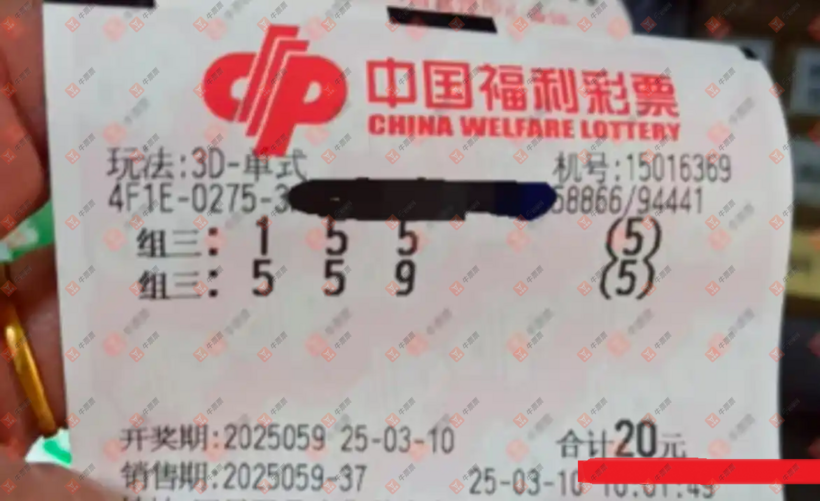 中国福利彩票
CHINA WELFARE LOTTERY
玩法:3D-单式 机号:15016369
4F1E-0275-3 58866/94441
组三: 1 5 5 (5)
组三: 5 5 9 (5)
开奖期:2025059 25-03-10 合计20元
销售期:2025059-37 25-03-10